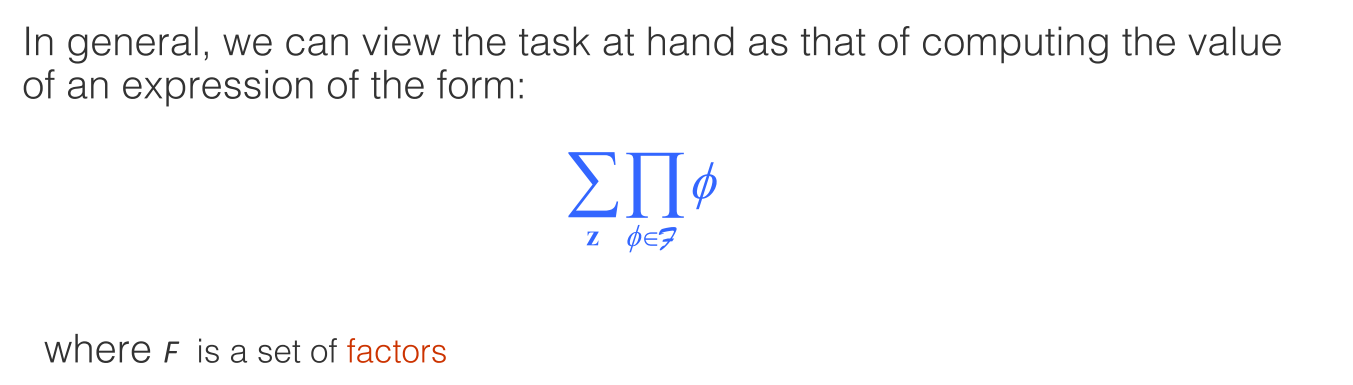 In general, we can view the task at hand as that of computing the value
of an expression of the form:
∑∏ϕ
z ϕ∈𝓕
where F is a set of factors